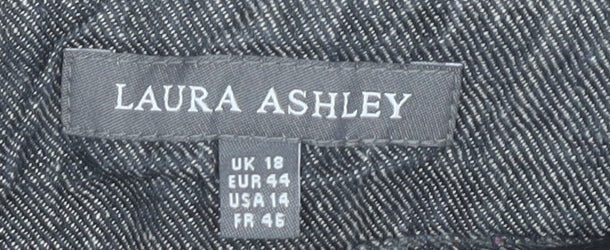 LAURA ASHLEY
UK 18
EUR 44
USA 14
FR 46